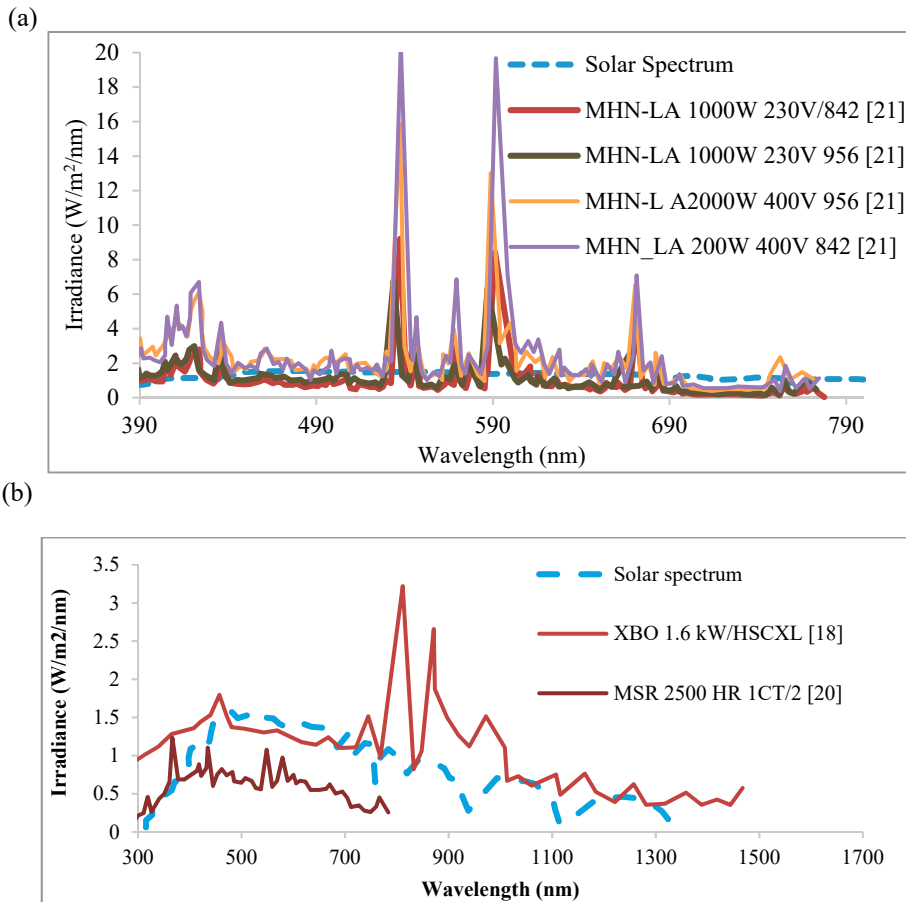 (a)
20
18
16
14
12
10
8
6
4
2
0
Irradiance (W/m²/nm)
Solar Spectrum
MHN-LA 1000W 230V/842 [21]
MHN-LA 1000W 230V 956 [21]
MHN-L A2000W 400V 956 [21]
MHN_LA 200W 400V 842 [21]
390 490 590 690 790
Wavelength (nm)
(b)
3.5
3
2.5
2
1.5
1
0.5
0
Irradiance (W/m2/nm)
Solar spectrum
XBO 1.6 kW/HSCXL [18]
MSR 2500 HR 1CT/2 [20]
300 500 700 900 1100 1300 1500 1700
Wavelength (nm)